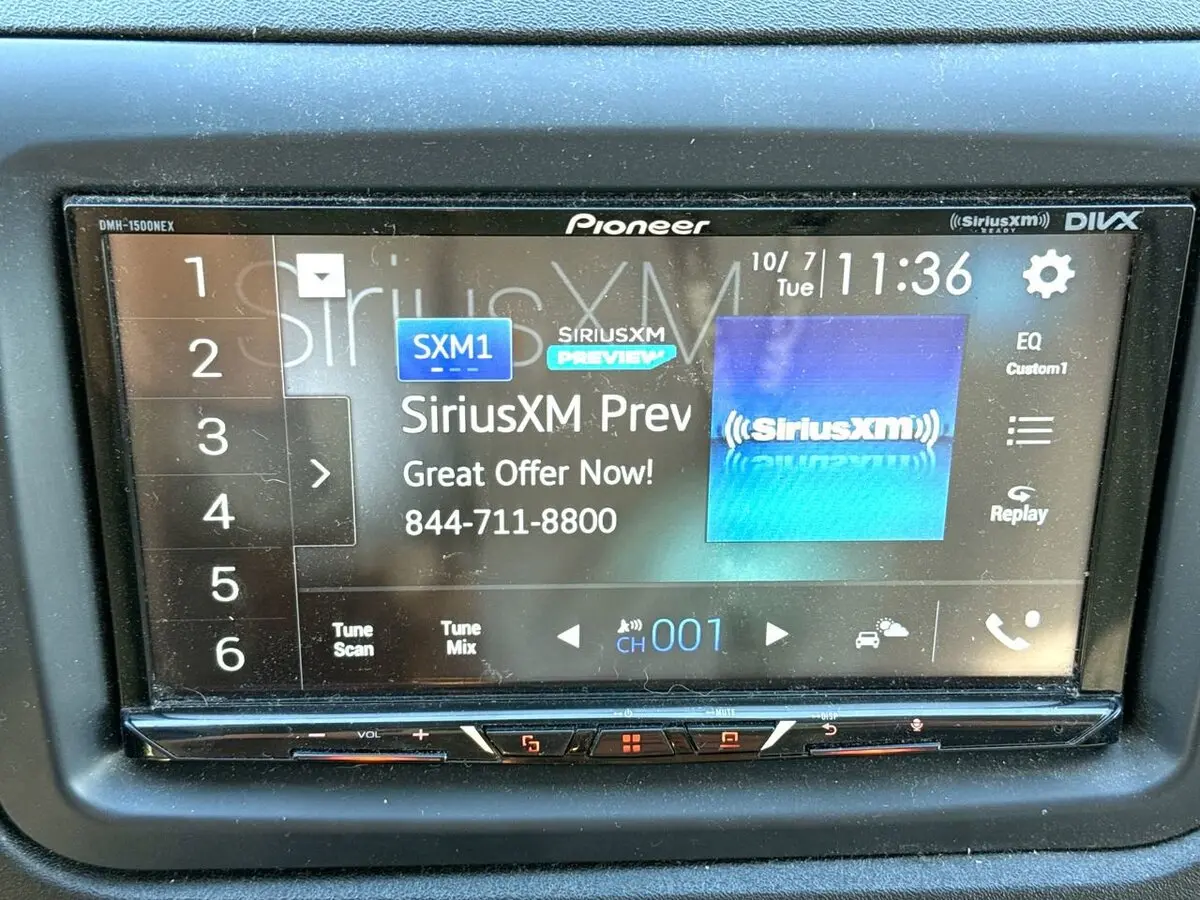 DMH-1500NEX
Pioneer
((SiriusXM))
READY
DIVX
SiriusXM
10/ 7
Tue
11:36
1
2
3
4
5
6
SXM1
SIRIUSXM
PREVIEW
SiriusXM Prev
Great Offer Now!
844-711-8800
((SiriusXM))
EQ
Custom1
Replay
Tune
Scan
Tune
Mix
CH 001
MUTE
DISP
VOL